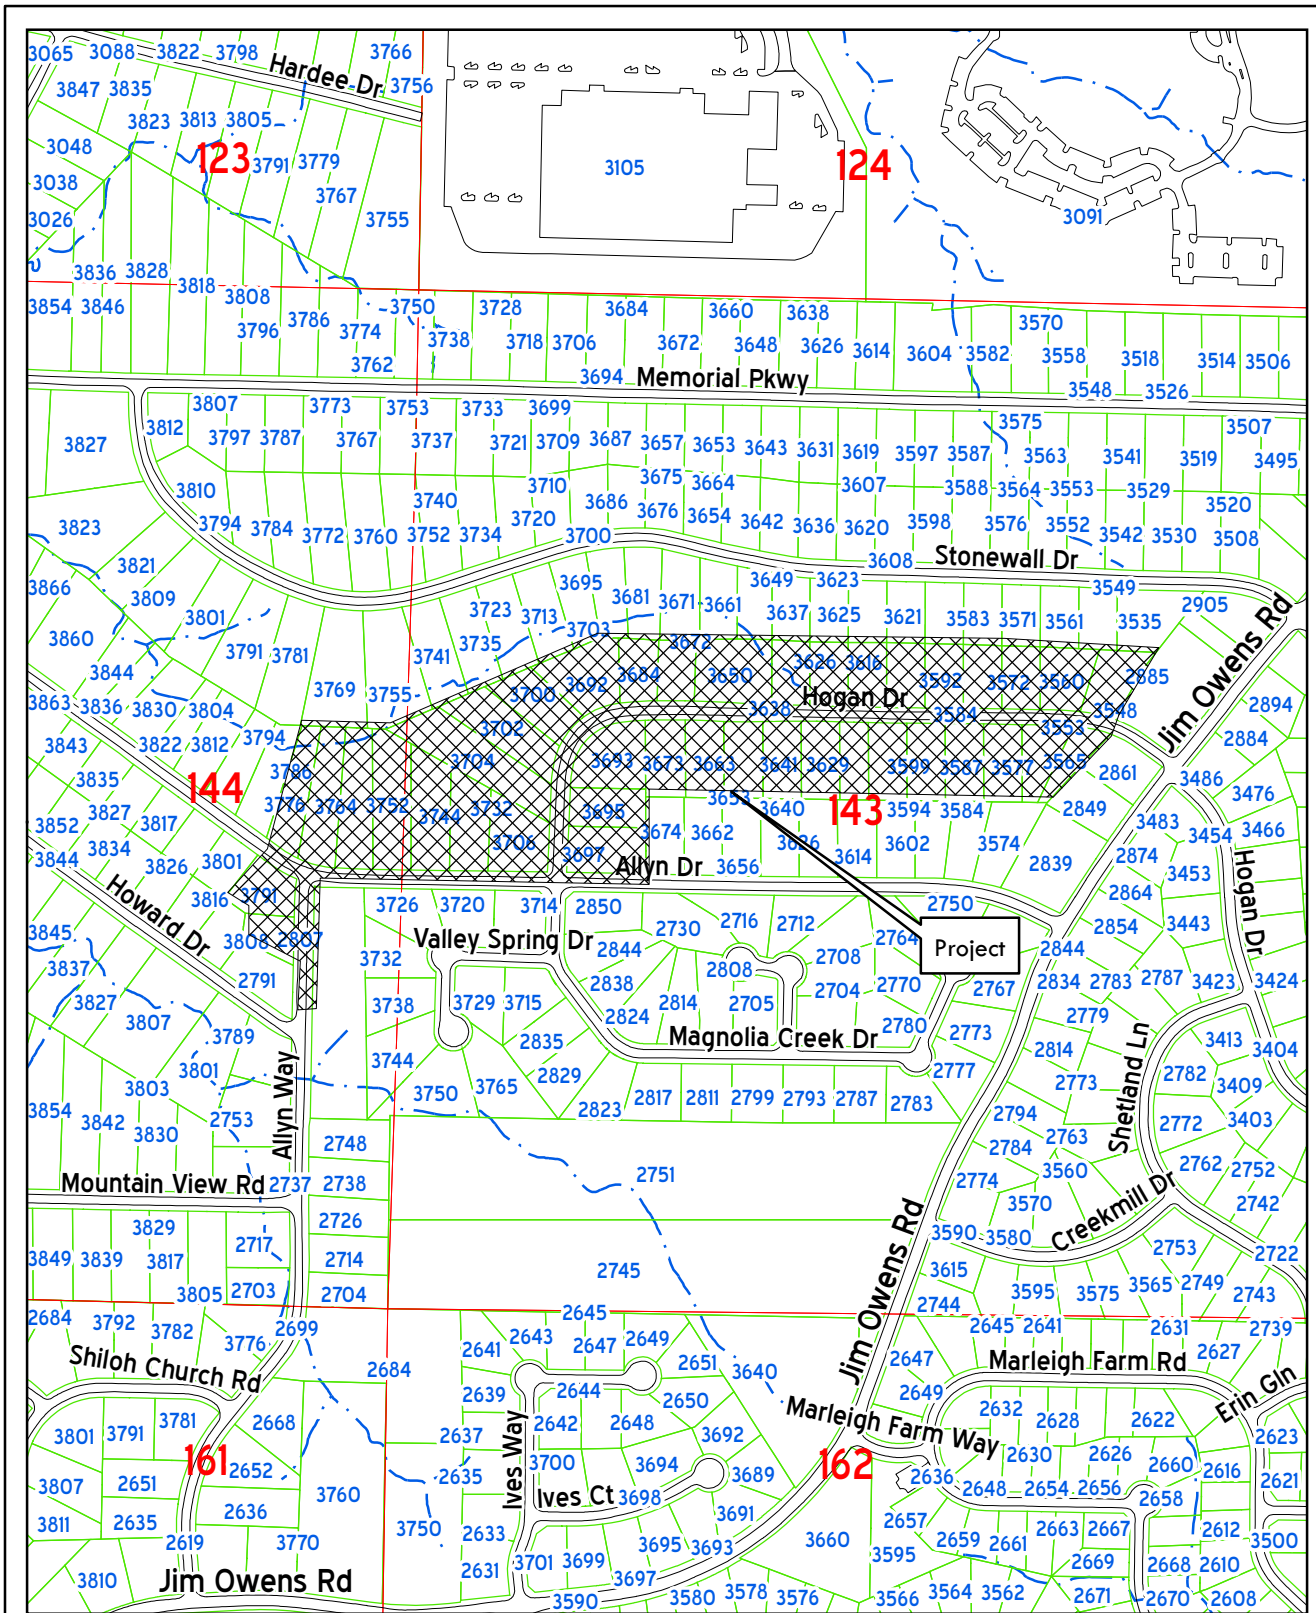 3065 3088 3822 3798 3766
Hardee Dr
3756
3847 3835
3823 3813 3805
3048
123
3791 3779
3105
124
3038
3767
3026
3755
3091
3836 3828
3818 3808
3854 3846
3750 3728 3684 3660 3638
3570
3796 3786 3774
3738 3718 3706 3672 3648 3626 3614 3604 3582 3558 3518 3514 3506
3762
3694
Memorial Pkwy
3548 3526
3807 3773 3753 3733 3699
3575
3507
3812
3827
3797 3787 3767 3737 3721 3709 3687 3657 3653 3643 3631 3619 3597 3587 3563 3541 3519 3495
3810
3740 3710 3675 3664 3607 3588 3564 3553 3529
3686
3520
3823
3794 3784 3772 3760 3752 3734 3720 3700 3676 3654 3642 3636 3620 3598 3576 3552 3542 3530 3508
3608
Stonewall Dr
3821
3866
3809
3801
3695 3649 3623 3549
3681 3671 3661
2905
3723 3713 3703
3637 3625 3621 3583 3571 3561 3535
3860
3791 3781
3741 3735
3672
Jim Owens Rd
3844
3769 3755
3700 3692 3684 3650 3626 3616 3592 3572 3560 2885
Hogan Dr
3863 3836 3830 3804
3638 3584 3548
2894
3702
3553
3843 3822 3812 3794
2884
3704
3693 3673 3663 3641 3629 3599 3587 3577 3565 2861
3835
144
3786
3486
3476
3827
3776 3764 3752 3744 3732
3695
3653 3640
143
3594 3584
2849
3852 3817
3674 3662
3483 3454 3466
3844 3834
3826 3801
3706
3697
3626 3614 3602 3574
2874
Allyn Dr
3656
2839
3453
Howard Dr
3816 3791
2864
3726 3720 3714 2850
2716 2712
2750
3443
Hogan Dr
3845
3808 2807
Valley Spring Dr
2730
2764
Project
2854
2844
2844
3837
2791
3732
2808
2708
3827
3738 3729 3715
2838
2814 2705 2704
2770
2767
2834 2783 2787 3423 3424
3807
3789
2824
Magnolia Creek Dr
2780
2773
2779
3801
2835
2814
3413 3404
3744
2777
2773
Shetland Ln
2782
3409
3803
3750 3765
2829
3854
3842
2753
2823 2817 2811 2799 2793 2787 2783
2794
3403
3830
Allyn Way
2748
2772
2784 2763
Mountain View Rd
2737 2738
2751
2774
3560
2762 2752
3829
2726
3570
2742
3849 3839 3817
2717
2714
2745
Jim Owens Rd
3590 3580
Creekmill Dr
2753
2722
3805 2703 2704
3615
3595 3575 3565 2749 2743
2684 3792 3782
3776
2699
2645
2744
2643 2647 2649
2645 2641 2631 2739
2641
2627
Shiloh Church Rd
2684
2651 3640
2647
Marleigh Farm Rd
2639 2644 2650
2649
Erin Gln
3801 3791 3781 2668
2642 2648
3692
Marleigh Farm Way
2632 2628 2622
2637
2623
161
Ives Way
3700 3694
3689
162
2630 2626
3807 2651 2652
2635
2636
2660 2616 2621
Ives Ct
3698
2648 2654 2656
2658
3760
3811 2635 2636
3750
2633
3691
2657
2619 3770
3695 3693
3660
2659 2661 2663 2667
2612
3500
2631 3701 3699
3595
2669
2668 2610
3810
Jim Owens Rd
3697
3590 3580 3578 3576 3566 3564 3562 2671 2670 2608